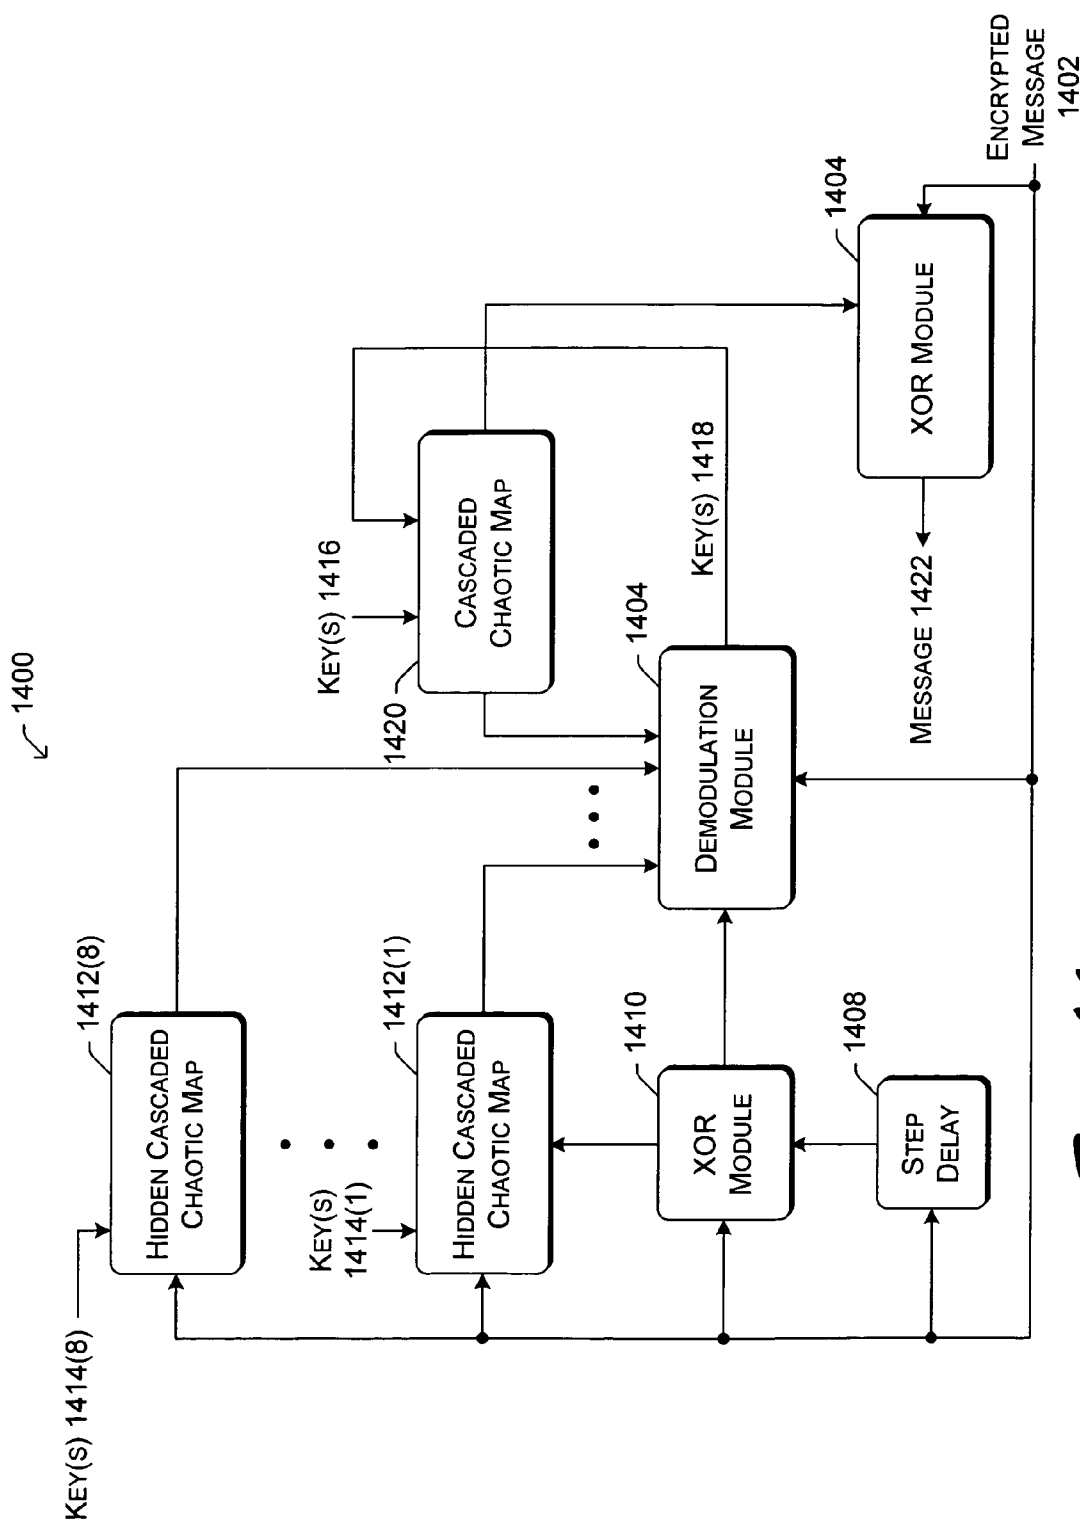 1400
KEY(S) 1414(8)
HIDDEN CASCADED
CHAOTIC MAP
1412(8)
KEY(S)
1414(1)
HIDDEN CASCADED
CHAOTIC MAP
1412(1)
KEY(S) 1416
CASCADED
CHAOTIC MAP
1420
XOR
MODULE
1410
DEMODULATION
MODULE
1404
KEY(S) 1418
STEP
DELAY
1408
MESSAGE 1422
XOR MODULE
1404
ENCRYPTED
MESSAGE
1402